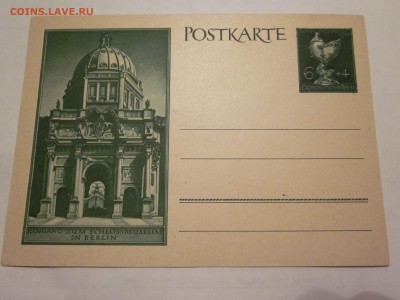 COINS.LAVE.RU
POSTKARTE
6 + 4
EINGANG ZUM SCHLOSSMUSEUM
IN BERLIN